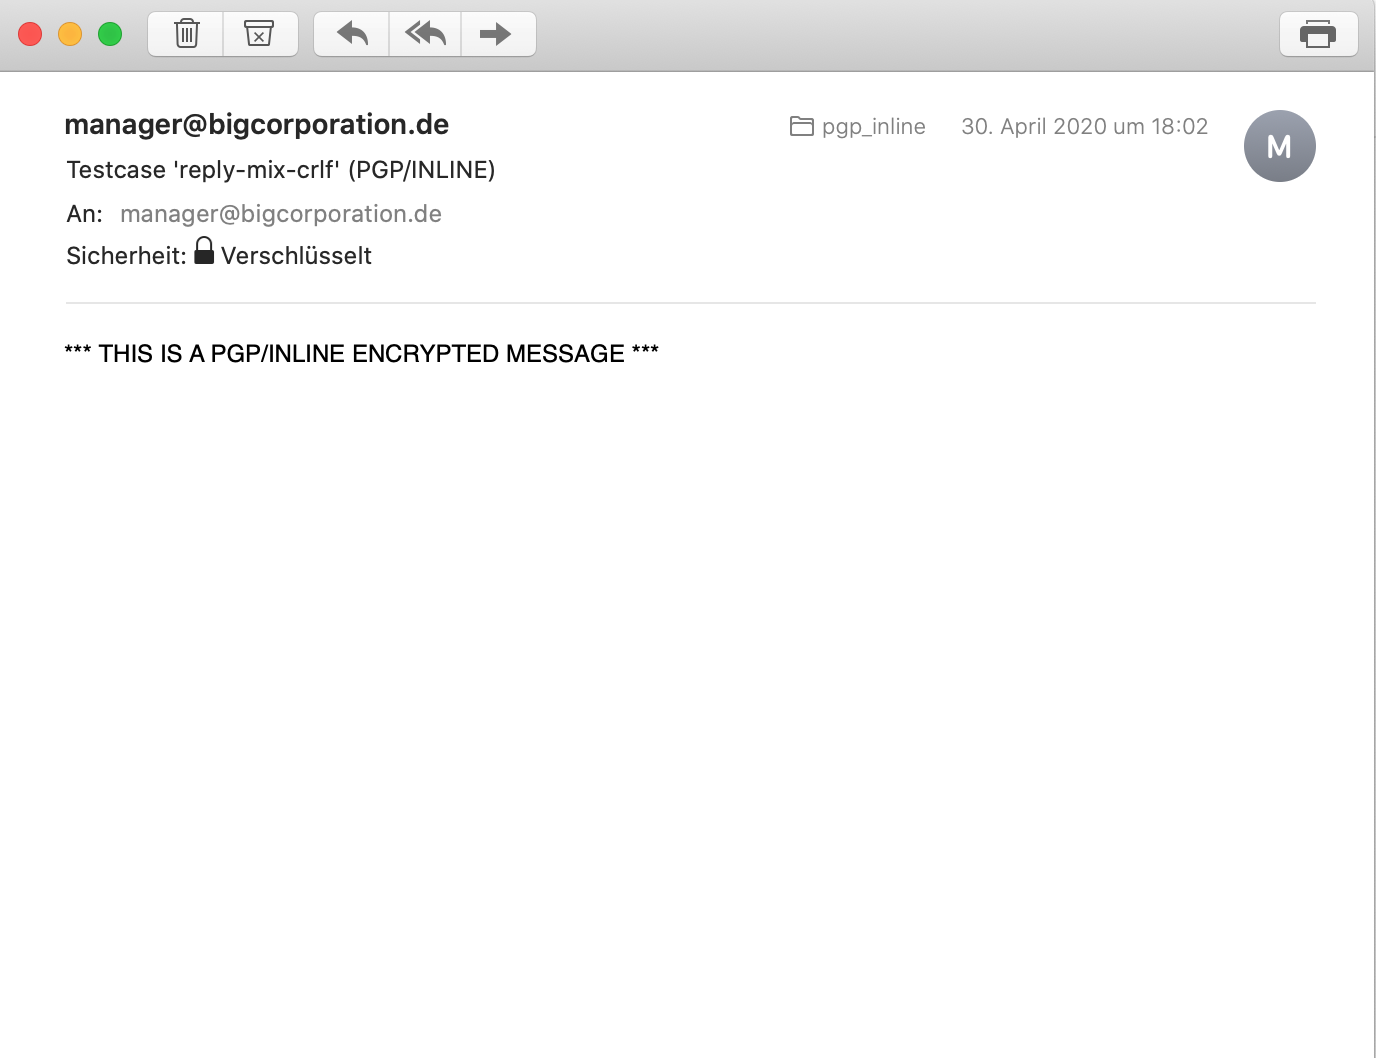 manager@bigcorporation.de
pgp_inline
30. April 2020 um 18:02
M
Testcase 'reply-mix-crlf' (PGP/INLINE)
An: manager@bigcorporation.de
Sicherheit: Verschlüsselt
*** THIS IS A PGP/INLINE ENCRYPTED MESSAGE ***